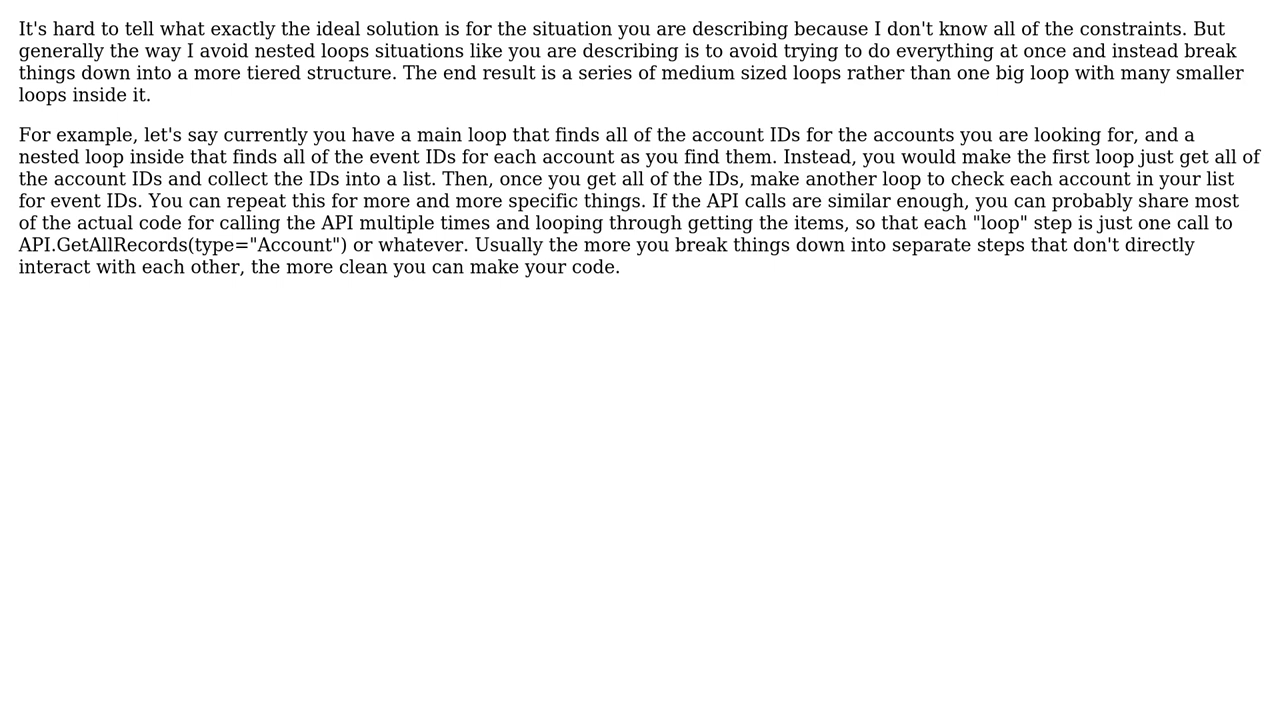 It's hard to tell what exactly the ideal solution is for the situation you are describing because I don't know all of the constraints. But
generally the way I avoid nested loops situations like you are describing is to avoid trying to do everything at once and instead break
things down into a more tiered structure. The end result is a series of medium sized loops rather than one big loop with many smaller
loops inside it.
For example, let's say currently you have a main loop that finds all of the account IDs for the accounts you are looking for, and a
nested loop inside that finds all of the event IDs for each account as you find them. Instead, you would make the first loop just get all of
the account IDs and collect the IDs into a list. Then, once you get all of the IDs, make another loop to check each account in your list
for event IDs. You can repeat this for more and more specific things. If the API calls are similar enough, you can probably share most
of the actual code for calling the API multiple times and looping through getting the items, so that each "loop" step is just one call to
API.GetAllRecords(type="Account") or whatever. Usually the more you break things down into separate steps that don't directly
interact with each other, the more clean you can make your code.